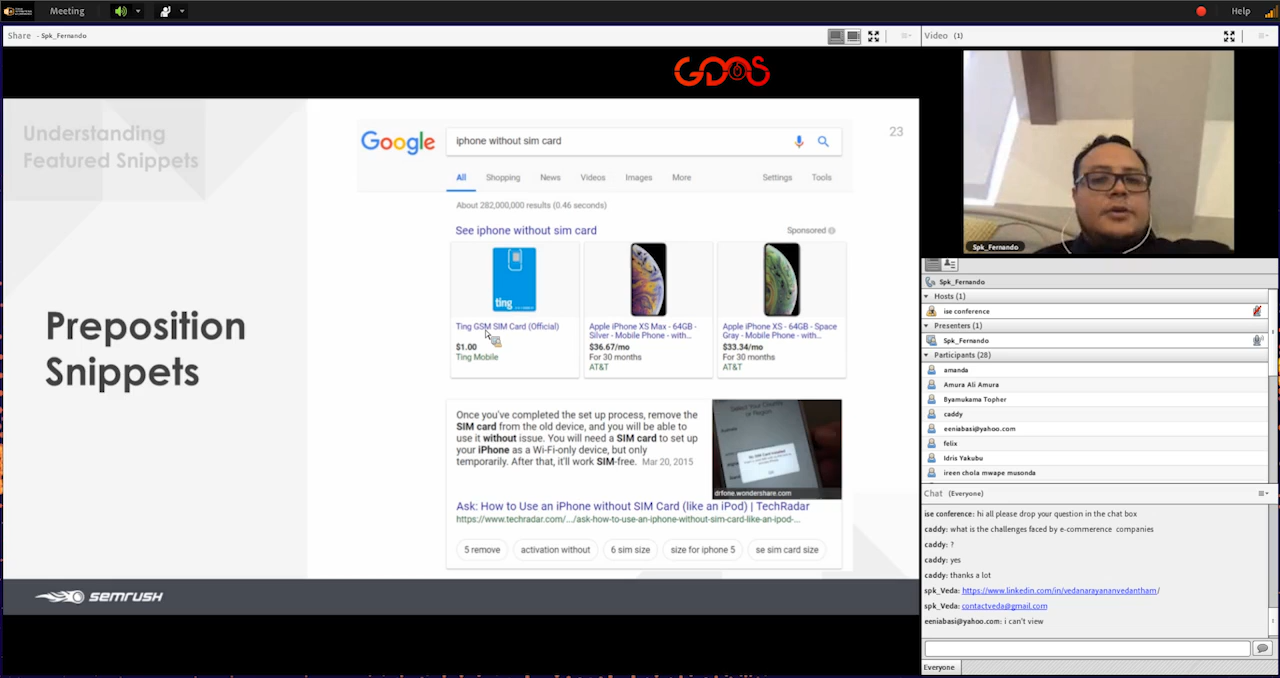 Meeting
Help
Share - Spk_Fernando
GDOS
Understanding
Featured Snippets
Preposition
Snippets
23
Google
iphone without sim card
All Shopping News Videos Images More Settings Tools
About 282,000,000 results (0.46 seconds)
See iphone without sim card
Sponsored
ting
Ting GSM SIM Card (Official)
$1.00
Ting Mobile
Apple iPhone XS Max - 64GB -
Silver - Mobile Phone - with...
$36.67/mo
For 30 months
AT&T
Apple iPhone XS - 64GB - Space
Gray - Mobile Phone - with...
$33.34/mo
For 30 months
AT&T
Once you've completed the set up process, remove the
SIM card from the old device, and you will be able to
use it without issue. You will need a SIM card to set up
your iPhone as a Wi-Fi-only device, but only
temporarily. After that, it'll work SIM-free. Mar 20, 2015
drfone.wondershare.com
Ask: How to Use an iPhone without SIM Card (like an iPod) | TechRadar
https://www.techradar.com/.../ask-how-to-use-an-iphone-without-sim-card-like-an-ipod-...
5 remove
activation without
6 sim size
size for iphone 5
se sim card size
SEMRUSH
Video (1)
Spk_Fernando
Spk_Fernando
Hosts (1)
ise conference
Presenters (1)
Spk_Fernando
Participants (28)
amanda
Amura Ali Amura
Byamukama Topher
caddy
eeniabasi@yahoo.com
felix
Idris Yakubu
ireen chola mwape musonda
Chat (Everyone)
ise conference: hi all please drop your question in the chat box
caddy: what is the challenges faced by e-commerence companies
caddy: ?
caddy: yes
caddy: thanks a lot
spk_Veda: https://www.linkedin.com/in/vedanarayananvedantham/
spk_Veda: contactveda@gmail.com
eeniabasi@yahoo.com: i can't view
Everyone